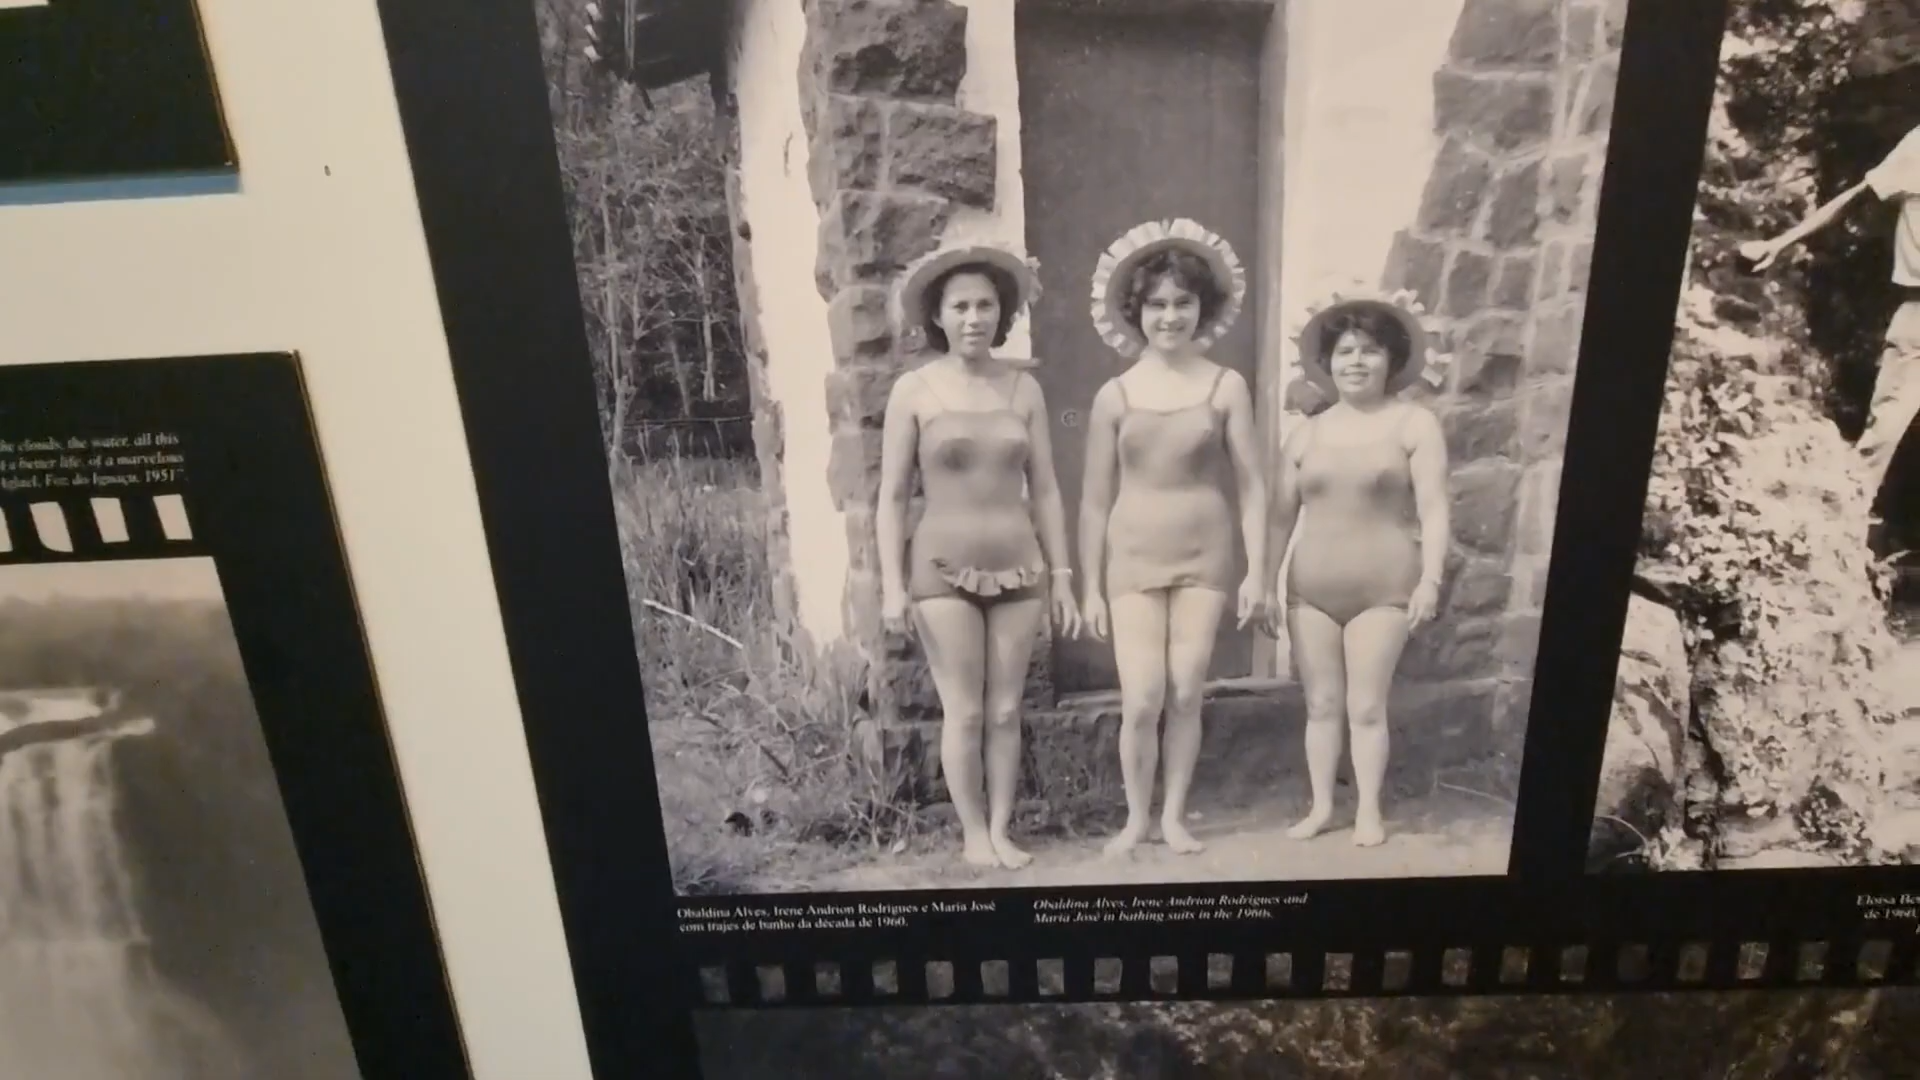 he clouds, the water, all this
a better life, of a marvelous
Foz do Iguaçu, 1951".
Obaldina Alves, Irene Andrion Rodrigues e Maria José
com trajes de banho da década de 1960.
Obaldina Alves, Irene Andrion Rodrigues and
Maria José in bathing suits in the 1960s.
Eloisa
de 1960